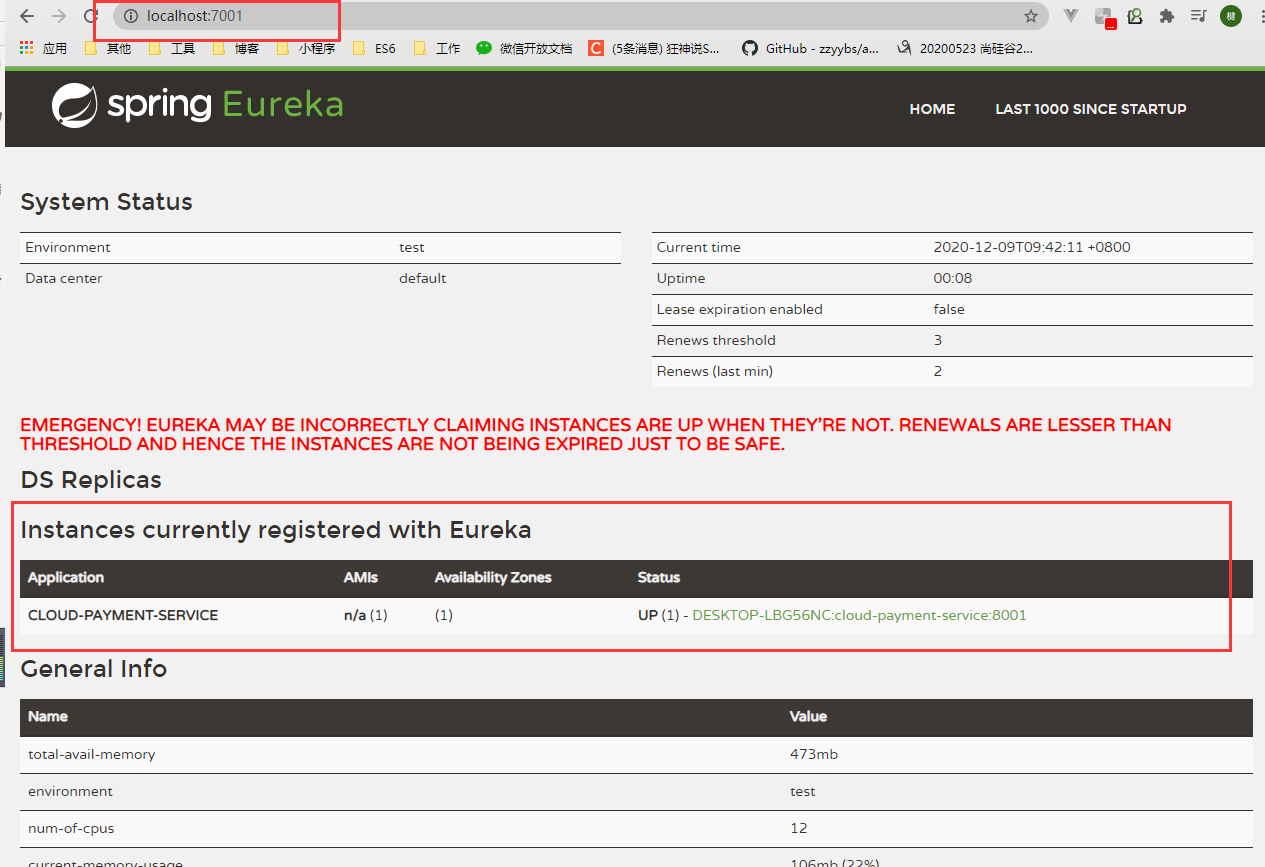 localhost:7001
应用 其他 工具 博客 小程序 ES6 工作 微信开放文档 (5条消息) 狂神说S... GitHub - zzyybs/a... 20200523 尚硅谷2...
spring Eureka HOME LAST 1000 SINCE STARTUP
System Status
Environment test
Data center default
Current time 2020-12-09T09:42:11 +0800
Uptime 00:08
Lease expiration enabled false
Renews threshold 3
Renews (last min) 2
EMERGENCY! EUREKA MAY BE INCORRECTLY CLAIMING INSTANCES ARE UP WHEN THEY'RE NOT. RENEWALS ARE LESSER THAN
THRESHOLD AND HENCE THE INSTANCES ARE NOT BEING EXPIRED JUST TO BE SAFE.
DS Replicas
Instances currently registered with Eureka
Application AMIs Availability Zones Status
CLOUD-PAYMENT-SERVICE n/a (1) (1) UP (1) - DESKTOP-LBG56NC:cloud-payment-service:8001
General Info
Name Value
total-avail-memory 473mb
environment test
num-of-cpus 12
current-memory-usage 106mb (22%)